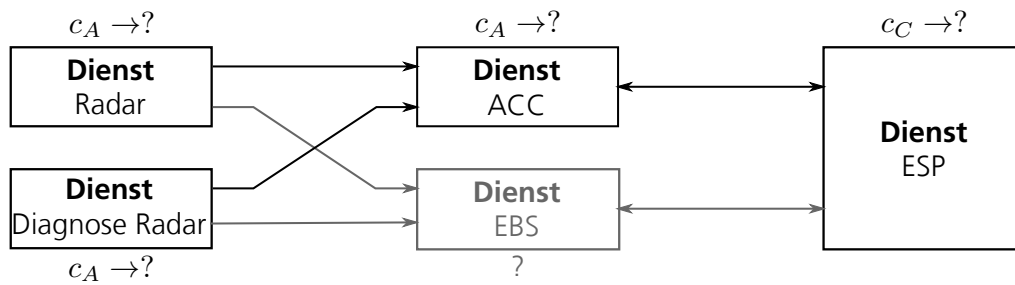 c_A →?
Dienst
Radar
c_A →?
Dienst
ACC
c_C →?
Dienst
ESP
Dienst
Diagnose Radar
c_A →?
Dienst
EBS
?